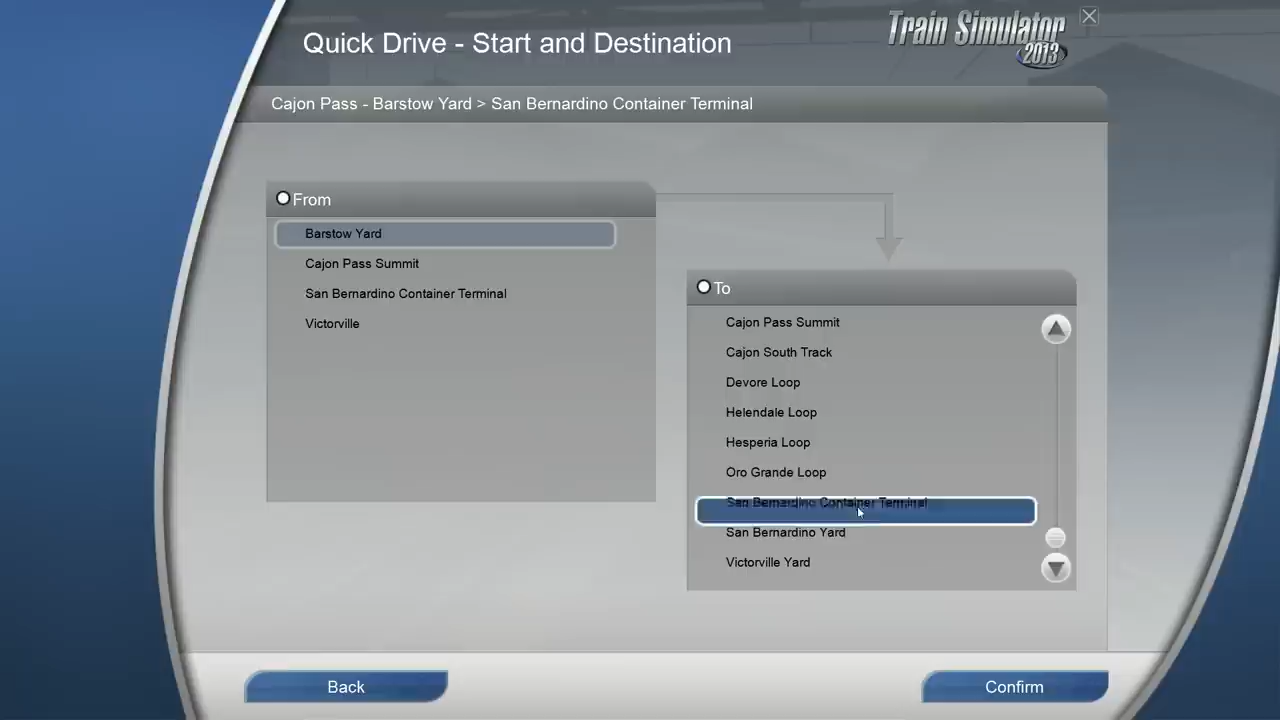 Train Simulator
2013
Quick Drive - Start and Destination
Cajon Pass - Barstow Yard > San Bernardino Container Terminal
From
Barstow Yard
Cajon Pass Summit
San Bernardino Container Terminal
Victorville
To
Cajon Pass Summit
Cajon South Track
Devore Loop
Helendale Loop
Hesperia Loop
Oro Grande Loop
San Bernardino Container Terminal
San Bernardino Yard
Victorville Yard
Back
Confirm